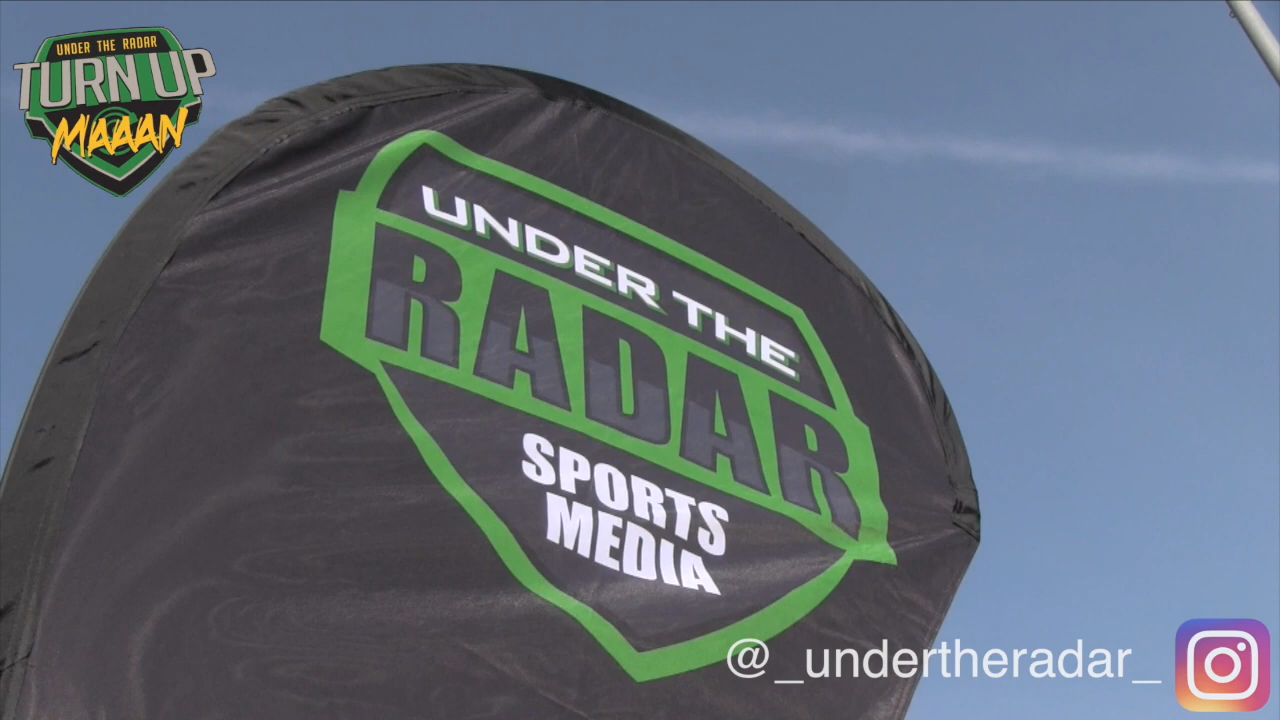 UNDER THE RADAR
TURN UP
MAAAN
UNDER THE
RADAR
SPORTS
MEDIA
@_undertheradar_